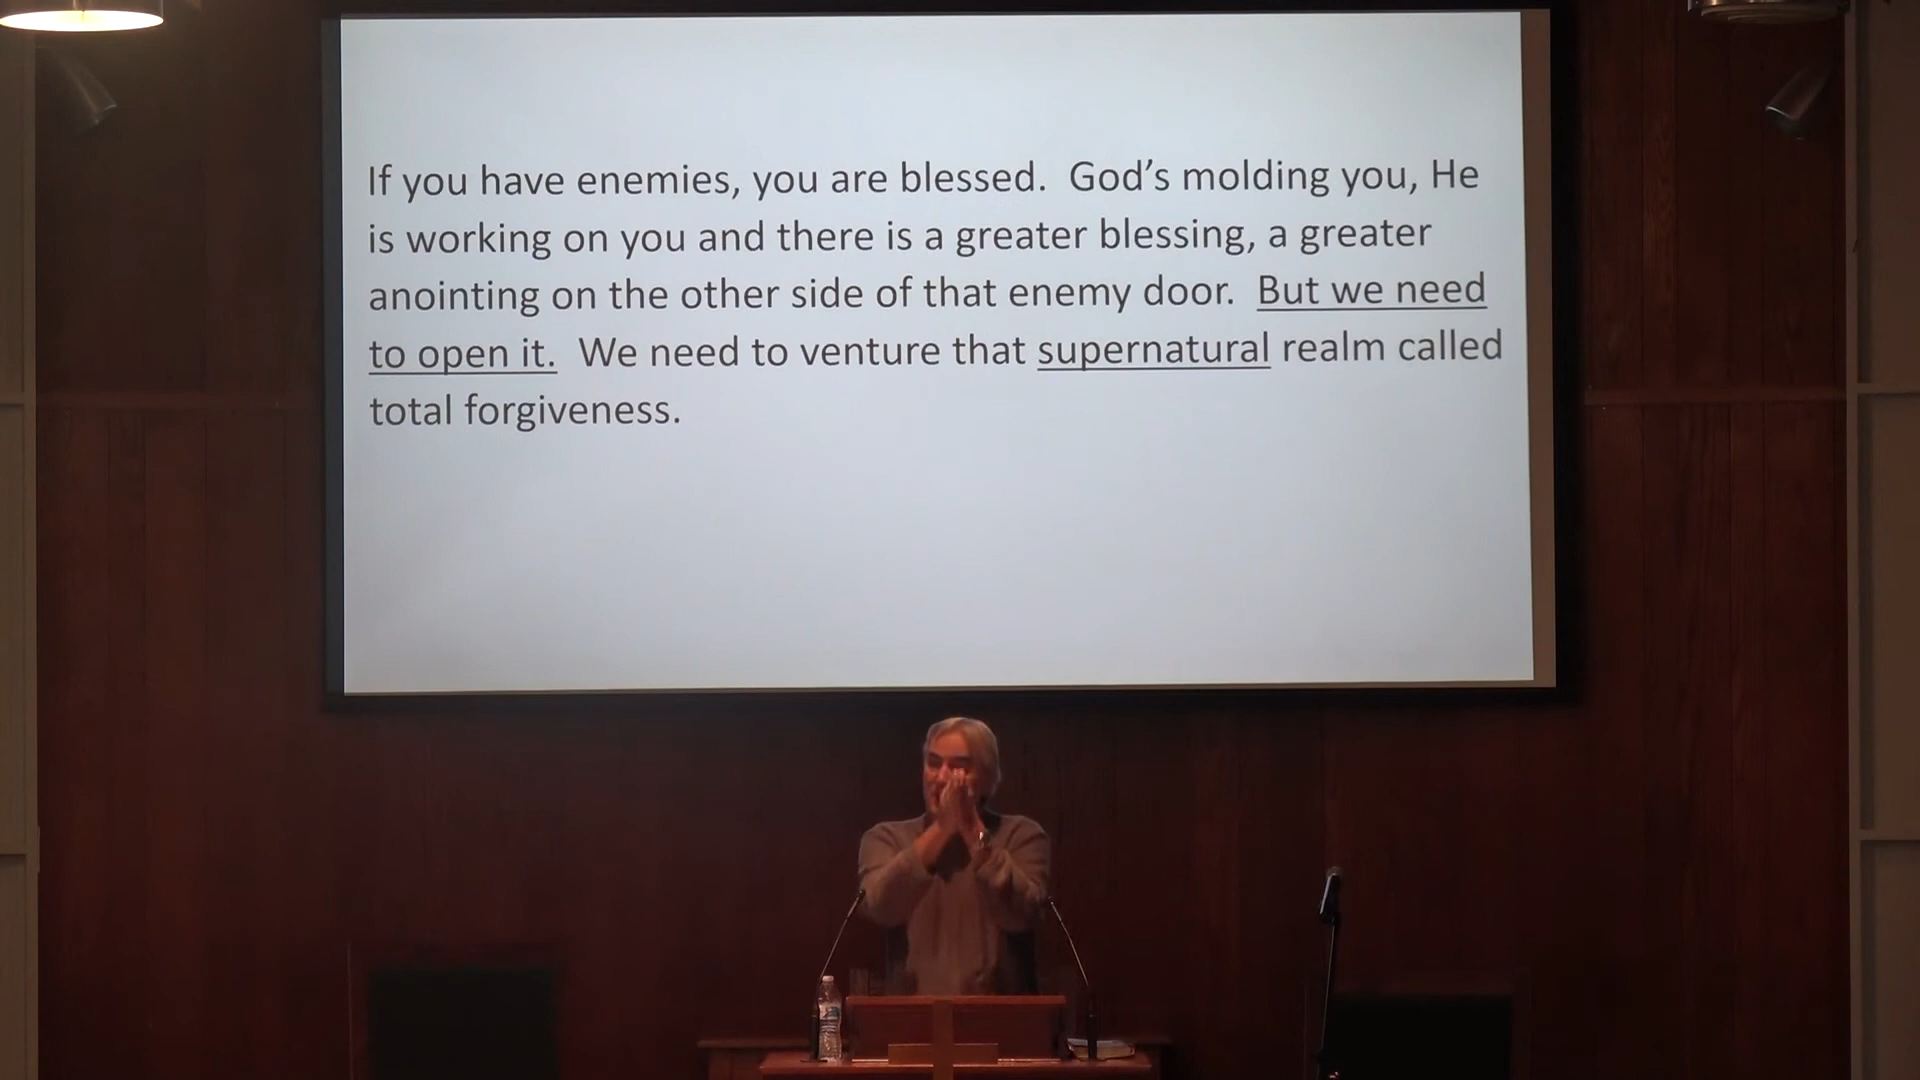 If you have enemies, you are blessed.  God’s molding you, He
is working on you and there is a greater blessing, a greater
anointing on the other side of that enemy door.  But we need
to open it.  We need to venture that supernatural realm called
total forgiveness.